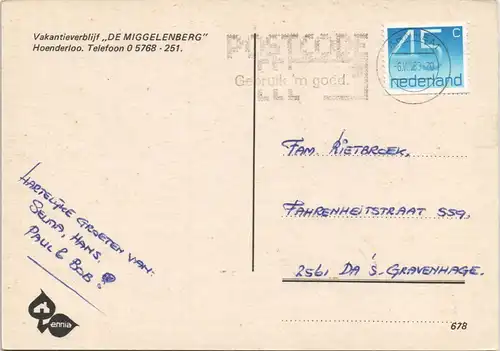 Vakantieverblijf „DE MIGGELENBERG"
Hoenderloo. Telefoon 0 5768 - 251.
POSTCODE
Gebruik 'm goed.
45 C
nederland
FAM. RIETBROEK.
FAHRENHEITSTRAAT 559.
2561 DA 'S-GRAVENHAGE.
HARTELIJKE GROETEN VAN:
SELMA, HANS,
PAUL & BOB!
ennia
678